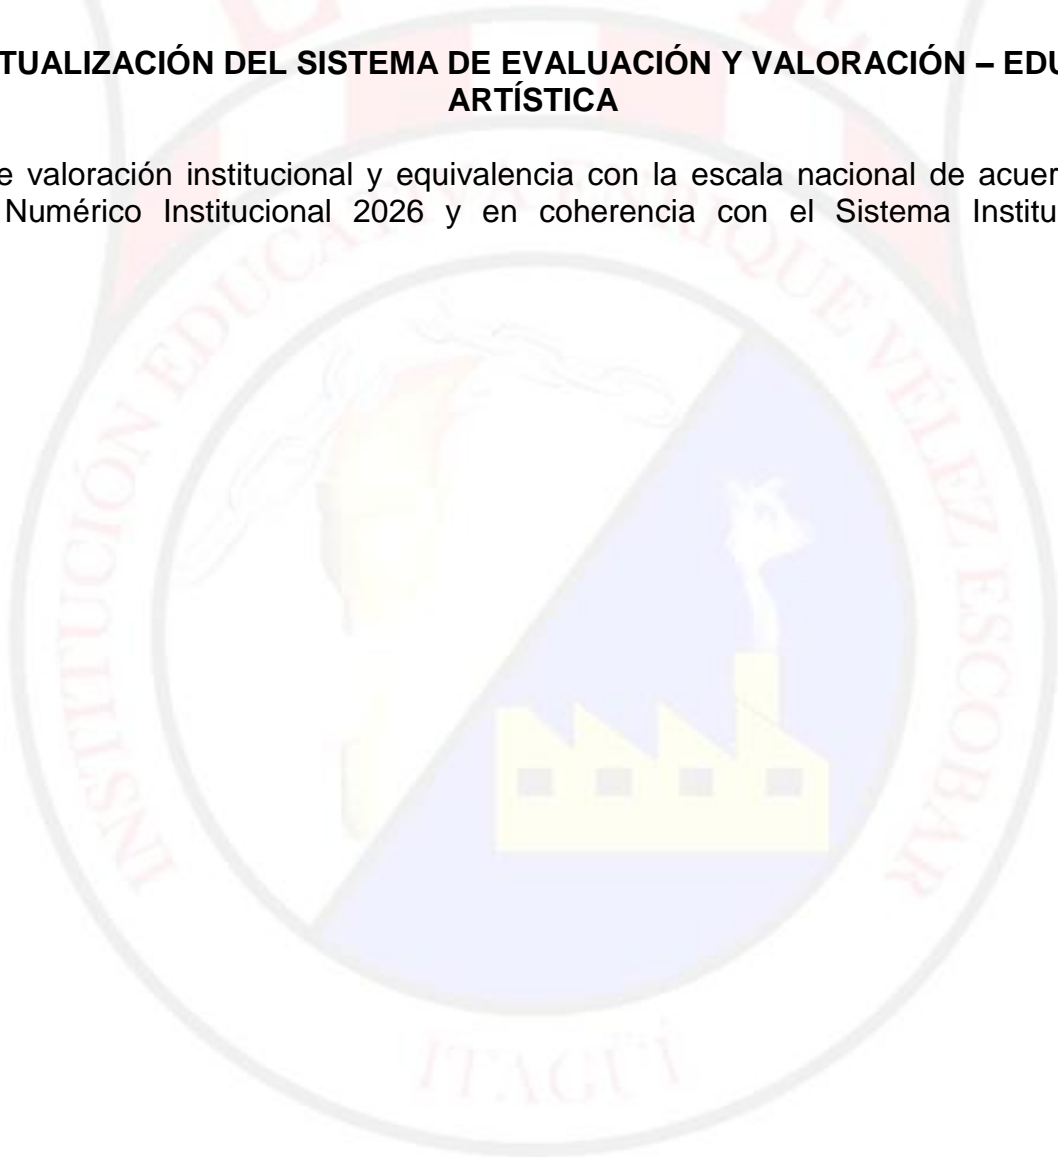 TUALIZACIÓN DEL SISTEMA DE EVALUACIÓN Y VALORACIÓN – EDU
ARTÍSTICA
e valoración institucional y equivalencia con la escala nacional de acuer
Numérico Institucional 2026 y en coherencia con el Sistema Institu
INSTITUCIÓN EDUCATIVA ENRIQUE VÉLEZ ESCOBAR
ITAGÜÍ